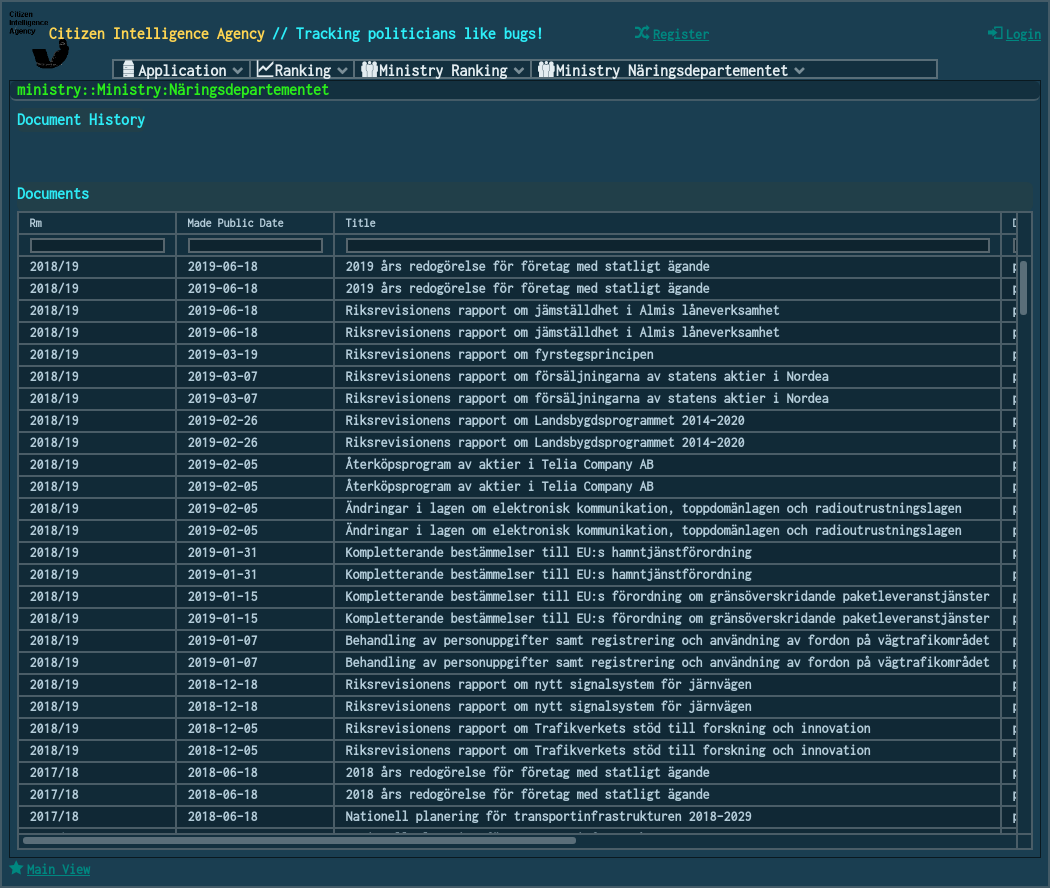 Citizen
Intelligence
Agency
Citizen Intelligence Agency // Tracking politicians like bugs!
Register
Login
Application
Ranking
Ministry Ranking
Ministry Näringsdepartementet
ministry::Ministry:Näringsdepartementet
Document History
Documents
Rm Made Public Date Title
2018/19 2019-06-18 2019 års redogörelse för företag med statligt ägande
2018/19 2019-06-18 2019 års redogörelse för företag med statligt ägande
2018/19 2019-06-18 Riksrevisionens rapport om jämställdhet i Almis låneverksamhet
2018/19 2019-06-18 Riksrevisionens rapport om jämställdhet i Almis låneverksamhet
2018/19 2019-03-19 Riksrevisionens rapport om fyrstegsprincipen
2018/19 2019-03-07 Riksrevisionens rapport om försäljningarna av statens aktier i Nordea
2018/19 2019-03-07 Riksrevisionens rapport om försäljningarna av statens aktier i Nordea
2018/19 2019-02-26 Riksrevisionens rapport om Landsbygdsprogrammet 2014-2020
2018/19 2019-02-26 Riksrevisionens rapport om Landsbygdsprogrammet 2014-2020
2018/19 2019-02-05 Återköpsprogram av aktier i Telia Company AB
2018/19 2019-02-05 Återköpsprogram av aktier i Telia Company AB
2018/19 2019-02-05 Ändringar i lagen om elektronisk kommunikation, toppdomänlagen och radioutrustningslagen
2018/19 2019-02-05 Ändringar i lagen om elektronisk kommunikation, toppdomänlagen och radioutrustningslagen
2018/19 2019-01-31 Kompletterande bestämmelser till EU:s hamntjänstförordning
2018/19 2019-01-31 Kompletterande bestämmelser till EU:s hamntjänstförordning
2018/19 2019-01-15 Kompletterande bestämmelser till EU:s förordning om gränsöverskridande paketleveranstjänster
2018/19 2019-01-15 Kompletterande bestämmelser till EU:s förordning om gränsöverskridande paketleveranstjänster
2018/19 2019-01-07 Behandling av personuppgifter samt registrering och användning av fordon på vägtrafikområdet
2018/19 2019-01-07 Behandling av personuppgifter samt registrering och användning av fordon på vägtrafikområdet
2018/19 2018-12-18 Riksrevisionens rapport om nytt signalsystem för järnvägen
2018/19 2018-12-18 Riksrevisionens rapport om nytt signalsystem för järnvägen
2018/19 2018-12-05 Riksrevisionens rapport om Trafikverkets stöd till forskning och innovation
2018/19 2018-12-05 Riksrevisionens rapport om Trafikverkets stöd till forskning och innovation
2017/18 2018-06-18 2018 års redogörelse för företag med statligt ägande
2017/18 2018-06-18 2018 års redogörelse för företag med statligt ägande
2017/18 2018-06-18 Nationell planering för transportinfrastrukturen 2018-2029
Main View